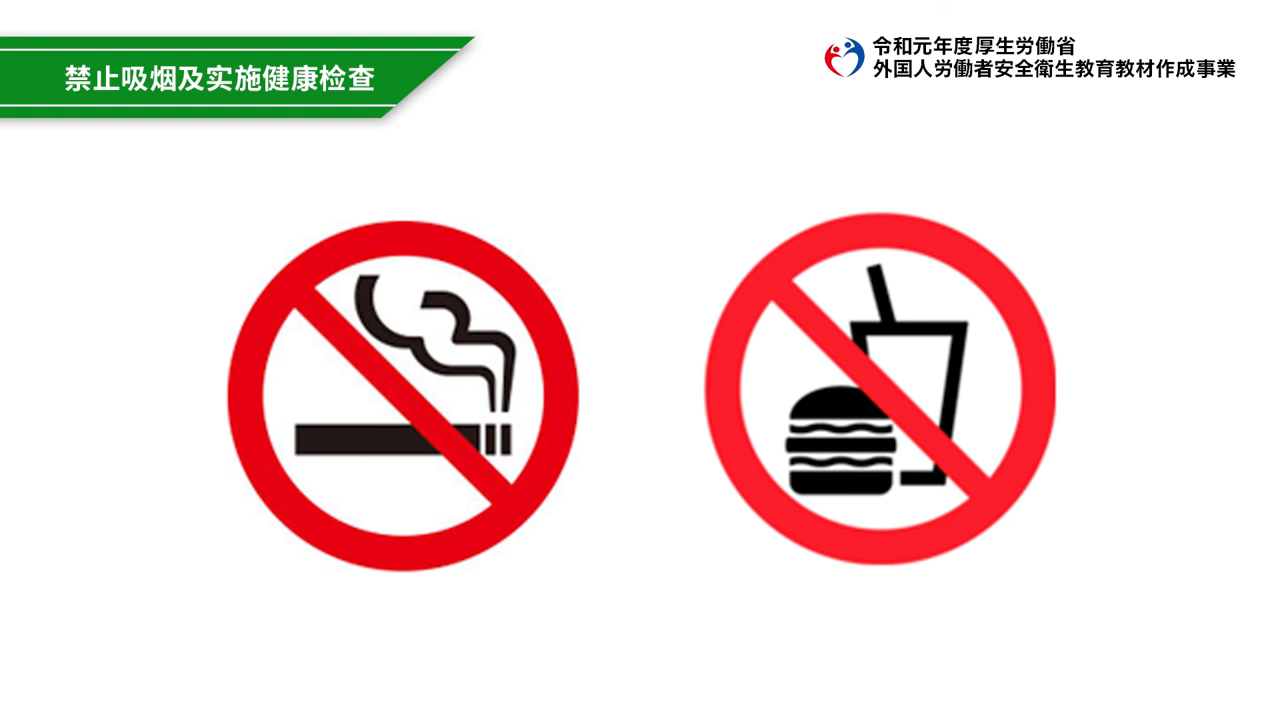 禁止吸烟及实施健康检查
令和元年度厚生労働省
外国人労働者安全衛生教育教材作成事業